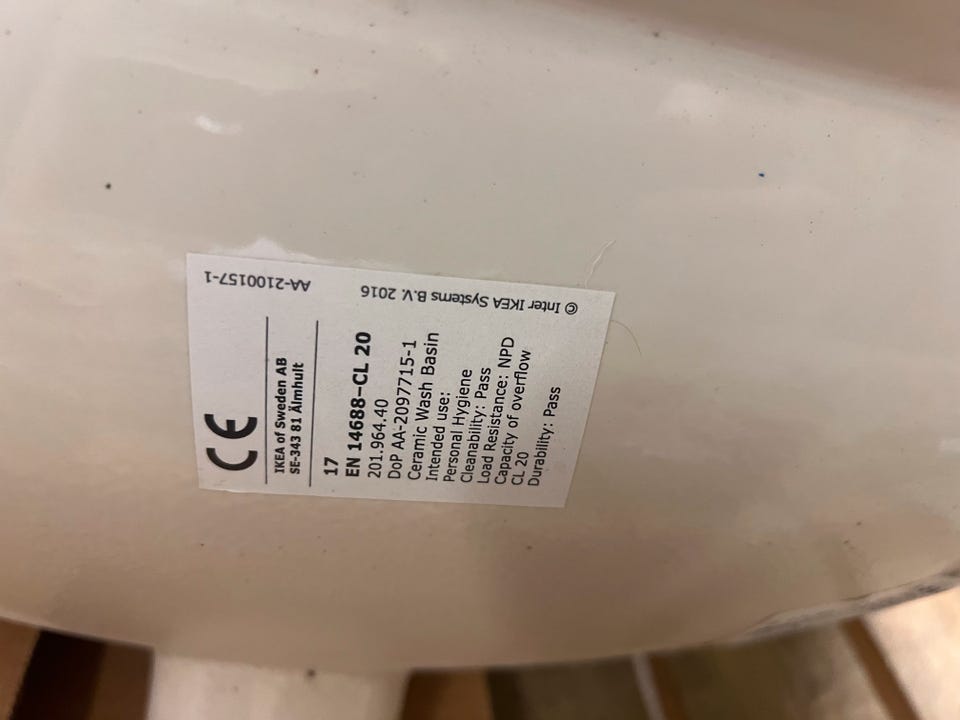 CE
IKEA of Sweden AB
SE-343 81 Älmhult
17
EN 14688–CL 20
201.964.40
DoP AA-2097715-1
Ceramic Wash Basin
Intended use:
Personal Hygiene
Cleanability: Pass
Load Resistance: NPD
Capacity of overflow
CL 20
Durability: Pass
© Inter IKEA Systems B.V. 2016
AA-2100157-1